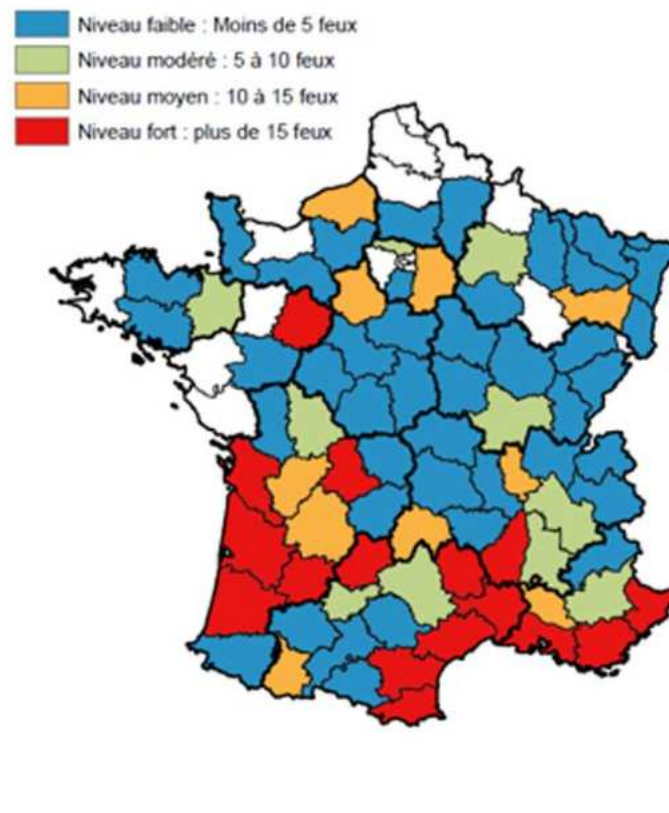 Niveau faible : Moins de 5 feux
Niveau modéré : 5 à 10 feux
Niveau moyen : 10 à 15 feux
Niveau fort : plus de 15 feux